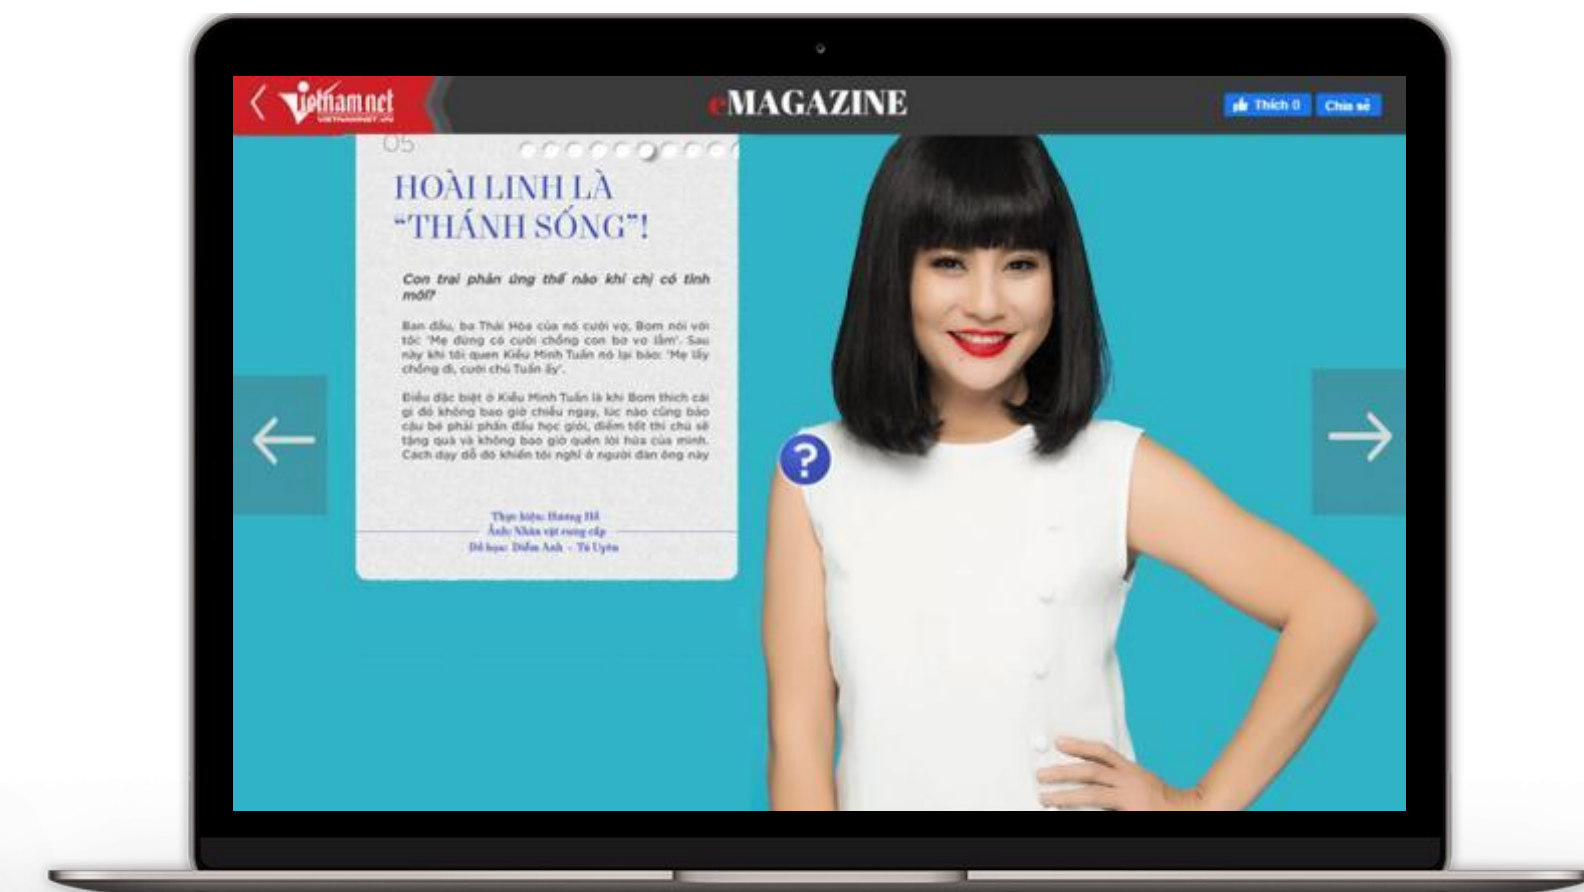 Vietnamnet
VIETNAMNET.VN
eMAGAZINE
Thích 0
Chia sẻ
05
HOÀI LINH LÀ
“THÁNH SỐNG”!
Con trai phản ứng thế nào khi chị có tình
mới?
Ban đầu, ba Thái Hòa của nó cưới vợ, Bom nói với
tôi: 'Mẹ đừng có cưới chồng con bơ vơ lắm'. Sau
này khi tôi quen Kiều Minh Tuấn nó lại bảo: 'Mẹ lấy
chồng đi, cưới chú Tuấn ấy'.
Điều đặc biệt ở Kiều Minh Tuấn là khi Bom thích cái
gì đó không bao giờ chiều ngay, lúc nào cũng bảo
cậu bé phải phấn đấu học giỏi, điểm tốt thì chú sẽ
tặng quà và không bao giờ quên lời hứa của mình.
Cách dạy dỗ đó khiến tôi nghĩ ở người đàn ông này
Thực hiện: Hương Hồ
Ảnh: Nhân vật cung cấp
Đồ họa: Diễm Anh - Tú Uyên
?